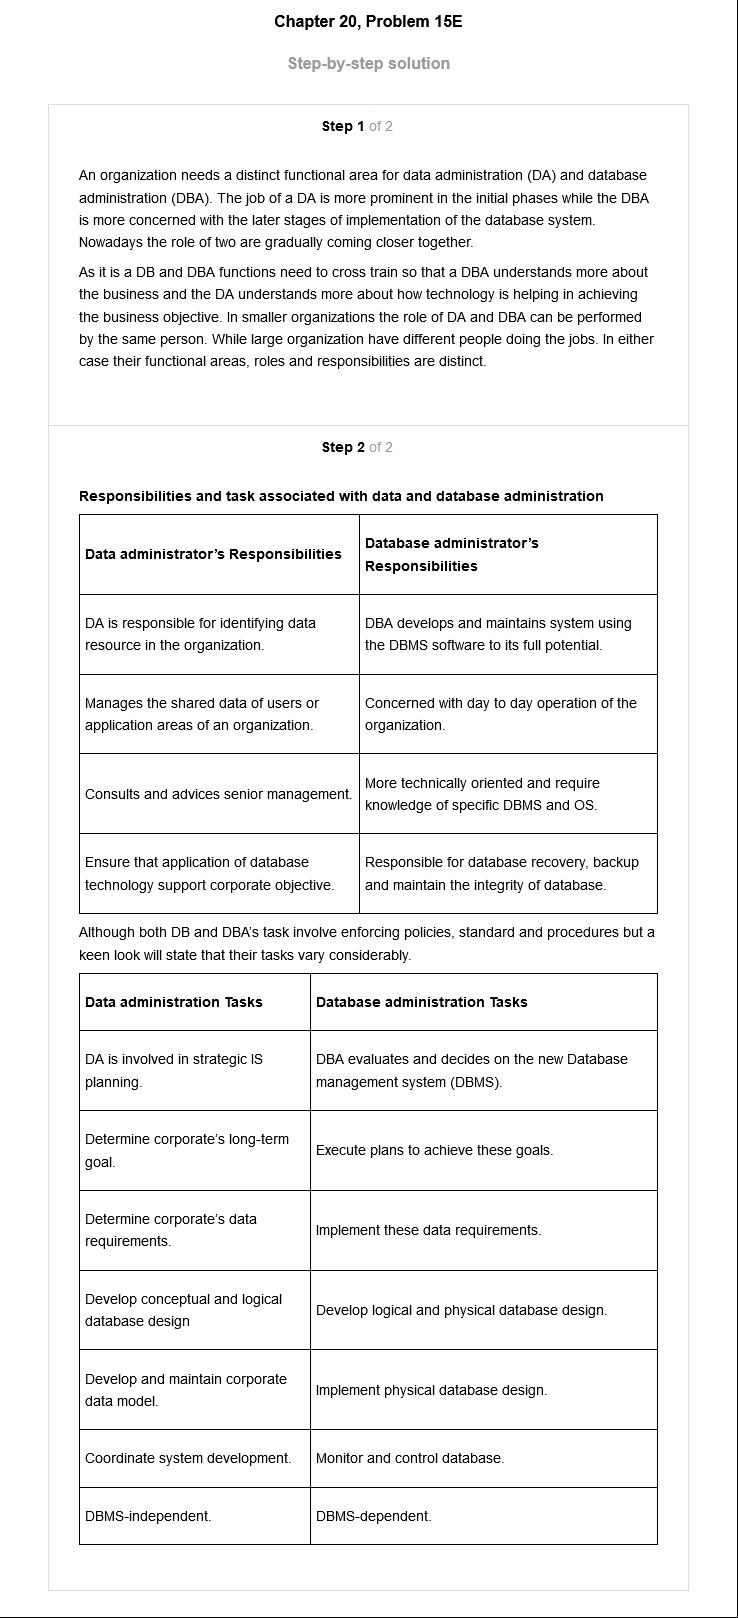 Chapter 20, Problem 15E
Step-by-step solution
Step 1 of 2
An organization needs a distinct functional area for data administration (DA) and database
administration (DBA). The job of a DA is more prominent in the initial phases while the DBA
is more concerned with the later stages of implementation of the database system.
Nowadays the role of two are gradually coming closer together.
As it is a DB and DBA functions need to cross train so that a DBA understands more about
the business and the DA understands more about how technology is helping in achieving
the business objective. In smaller organizations the role of DA and DBA can be performed
by the same person. While large organization have different people doing the jobs. In either
case their functional areas, roles and responsibilities are distinct.
Step 2 of 2
Responsibilities and task associated with data and database administration
Data administrator’s Responsibilities
Database administrator’s
Responsibilities
DA is responsible for identifying data
resource in the organization.
DBA develops and maintains system using
the DBMS software to its full potential.
Manages the shared data of users or
application areas of an organization.
Concerned with day to day operation of the
organization.
Consults and advices senior management.
More technically oriented and require
knowledge of specific DBMS and OS.
Ensure that application of database
technology support corporate objective.
Responsible for database recovery, backup
and maintain the integrity of database.
Although both DB and DBA’s task involve enforcing policies, standard and procedures but a
keen look will state that their tasks vary considerably.
Data administration Tasks
Database administration Tasks
DA is involved in strategic IS
planning.
DBA evaluates and decides on the new Database
management system (DBMS).
Determine corporate’s long-term
goal.
Execute plans to achieve these goals.
Determine corporate’s data
requirements.
Implement these data requirements.
Develop conceptual and logical
database design
Develop logical and physical database design.
Develop and maintain corporate
data model.
Implement physical database design.
Coordinate system development.
Monitor and control database.
DBMS-independent.
DBMS-dependent.